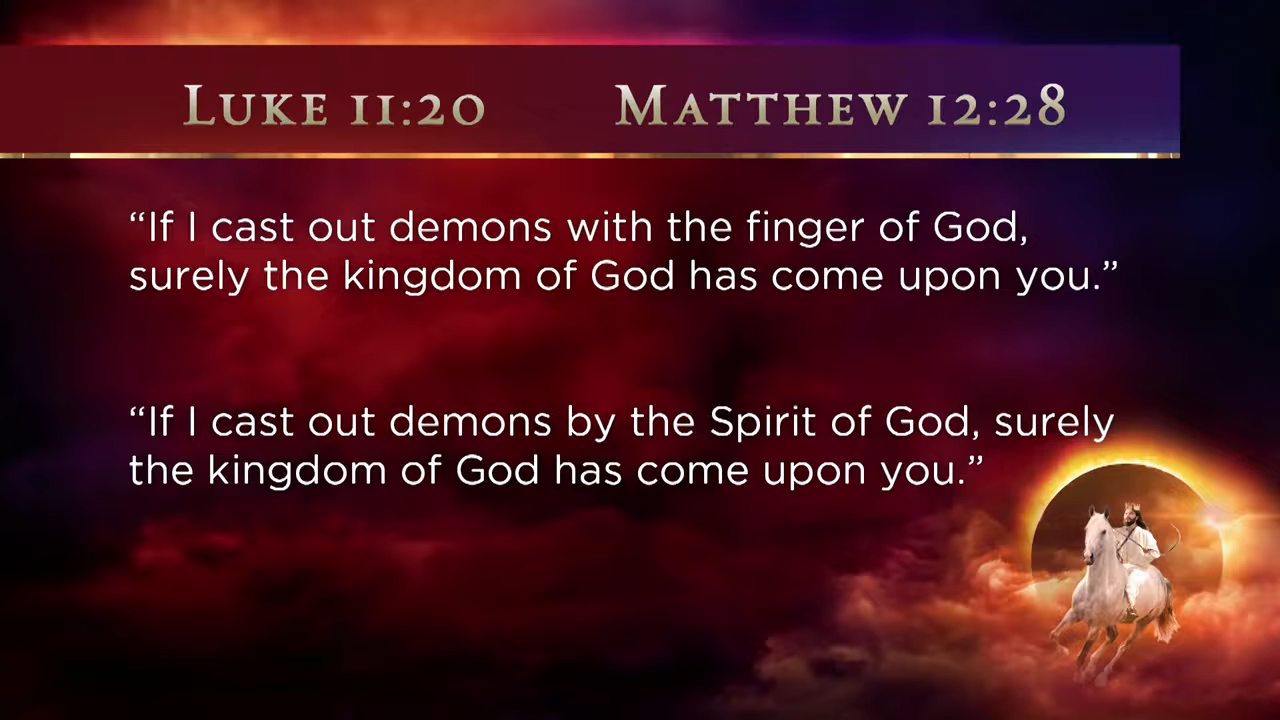 Luke 11:20 Matthew 12:28
“If I cast out demons with the finger of God,
surely the kingdom of God has come upon you.”
“If I cast out demons by the Spirit of God, surely
the kingdom of God has come upon you.”